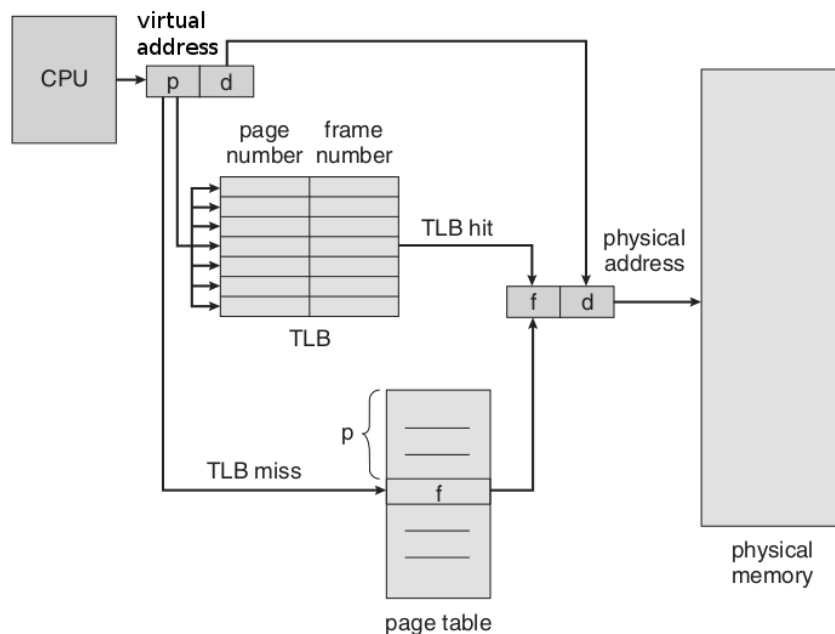 virtual
address
CPU
p
d
page
number
frame
number
TLB hit
physical
address
f
d
TLB
p
TLB miss
f
physical
memory
page table